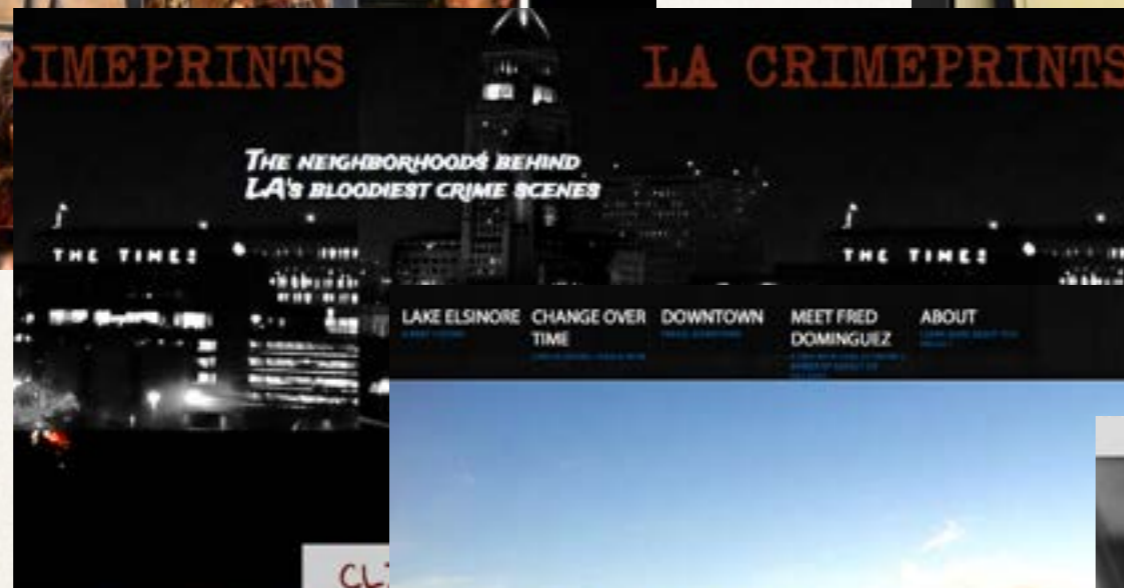 RIMEPRINTS
LA CRIMEPRINTS
THE NEIGHBORHOODS BEHIND
LA'S BLOODIEST CRIME SCENES
THE TIMES
THE TIMES
LAKE ELSINORE
CHANGE OVER
TIME
DOWNTOWN
MEET FRED
DOMINGUEZ
ABOUT